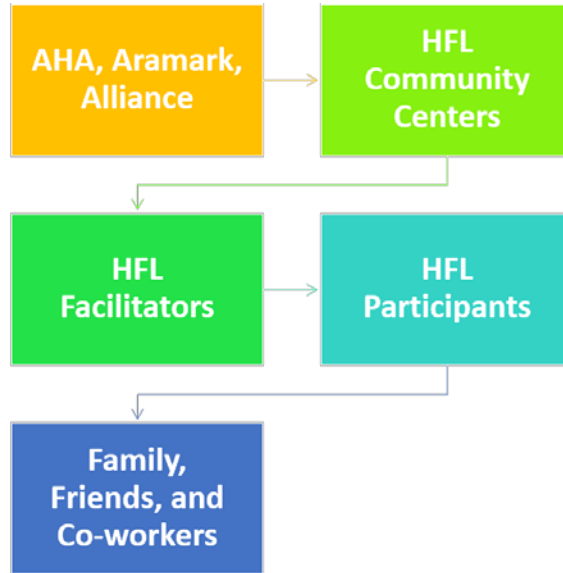 AHA, Aramark,
Alliance
HFL
Community
Centers
HFL
Facilitators
HFL
Participants
Family,
Friends, and
Co-workers